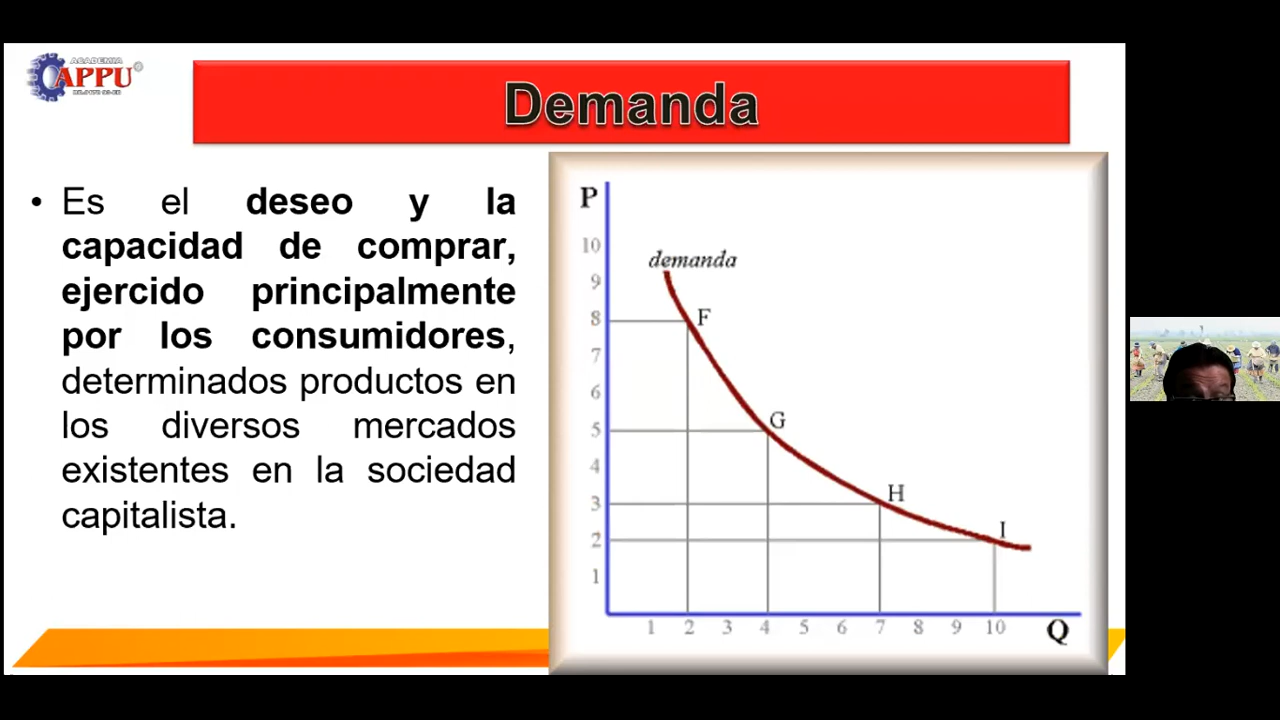 ACADEMIA
APPU
Demanda
• Es el deseo y la
capacidad de comprar,
ejercido principalmente
por los consumidores,
determinados productos en
los diversos mercados
existentes en la sociedad
capitalista.
P
10
demanda
9
8
F
7
6
5
G
4
3
H
2
I
1
1 2 3 4 5 6 7 8 9 10
Q